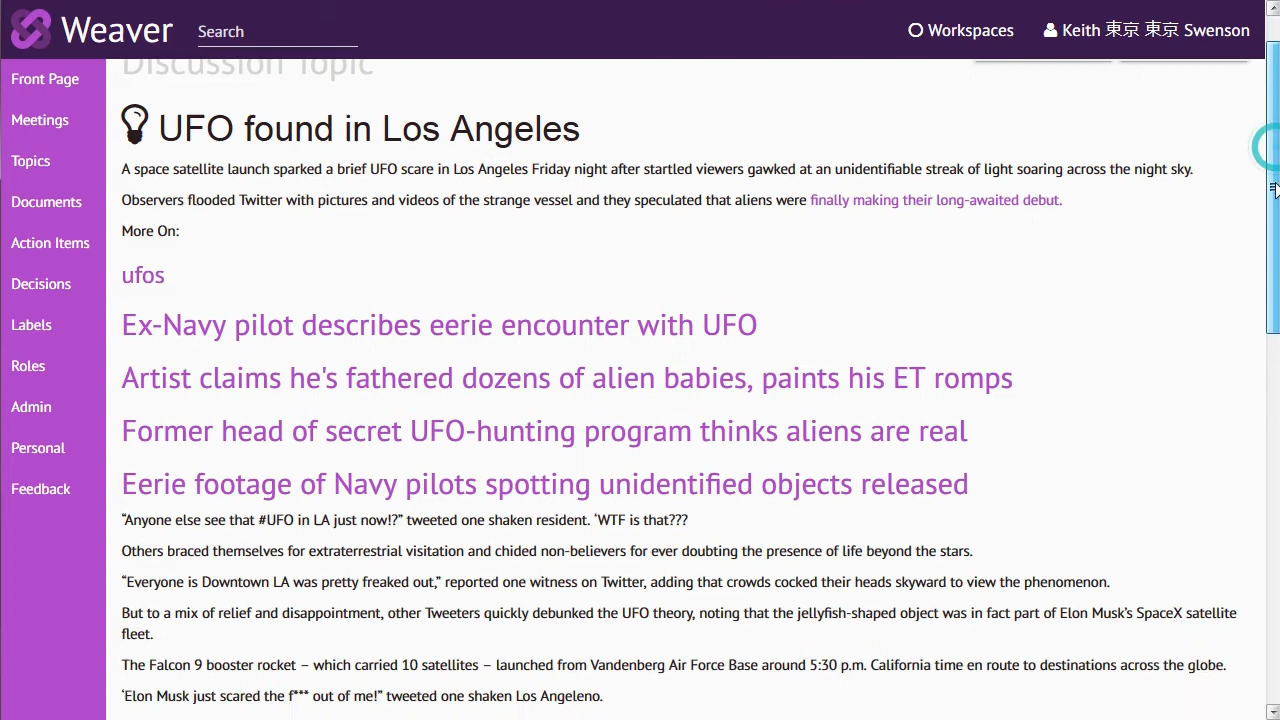 Weaver
Search
Workspaces
Keith 東京 東京 Swenson
Front Page
Meetings
Topics
Documents
Action Items
Decisions
Labels
Roles
Admin
Personal
Feedback
Discussion Topic
UFO found in Los Angeles
A space satellite launch sparked a brief UFO scare in Los Angeles Friday night after startled viewers gawked at an unidentifiable streak of light soaring across the night sky.
Observers flooded Twitter with pictures and videos of the strange vessel and they speculated that aliens were finally making their long-awaited debut.
More On:
ufos
Ex-Navy pilot describes eerie encounter with UFO
Artist claims he's fathered dozens of alien babies, paints his ET romps
Former head of secret UFO-hunting program thinks aliens are real
Eerie footage of Navy pilots spotting unidentified objects released
“Anyone else see that #UFO in LA just now!?” tweeted one shaken resident. ‘WTF is that???
Others braced themselves for extraterrestrial visitation and chided non-believers for ever doubting the presence of life beyond the stars.
“Everyone is Downtown LA was pretty freaked out,” reported one witness on Twitter, adding that crowds cocked their heads skyward to view the phenomenon.
But to a mix of relief and disappointment, other Tweeters quickly debunked the UFO theory, noting that the jellyfish-shaped object was in fact part of Elon Musk’s SpaceX satellite
fleet.
The Falcon 9 booster rocket – which carried 10 satellites – launched from Vandenberg Air Force Base around 5:30 p.m. California time en route to destinations across the globe.
‘Elon Musk just scared the f*** out of me!” tweeted one shaken Los Angeleno.